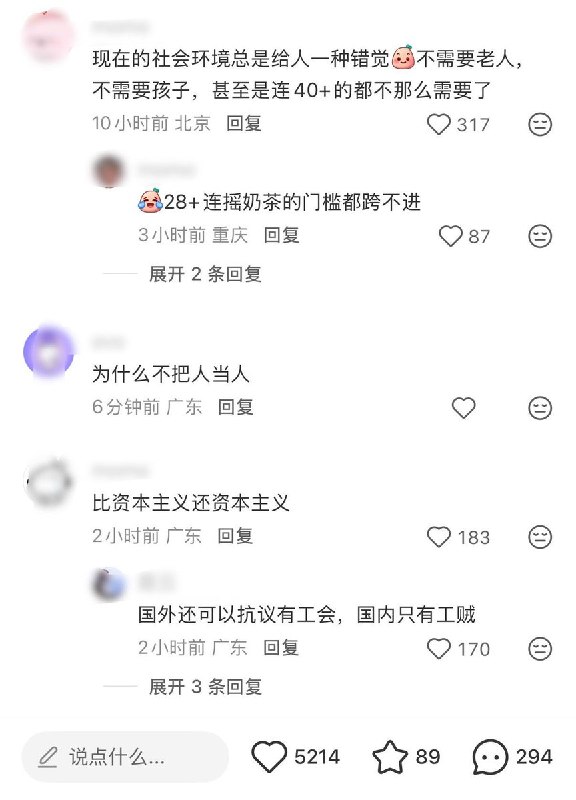 现在的社会环境总是给人一种错觉不需要老人，
不需要孩子，甚至是连40+的都不那么需要了
10小时前 北京 回复
317
28+连摇奶茶的门槛都跨不进
3小时前 重庆 回复
87
展开 2 条回复
为什么不把人当人
6分钟前 广东 回复
比资本主义还资本主义
2小时前 广东 回复
183
国外还可以抗议有工会，国内只有工贼
2小时前 广东 回复
170
展开 3 条回复
说点什么...
5214
89
294